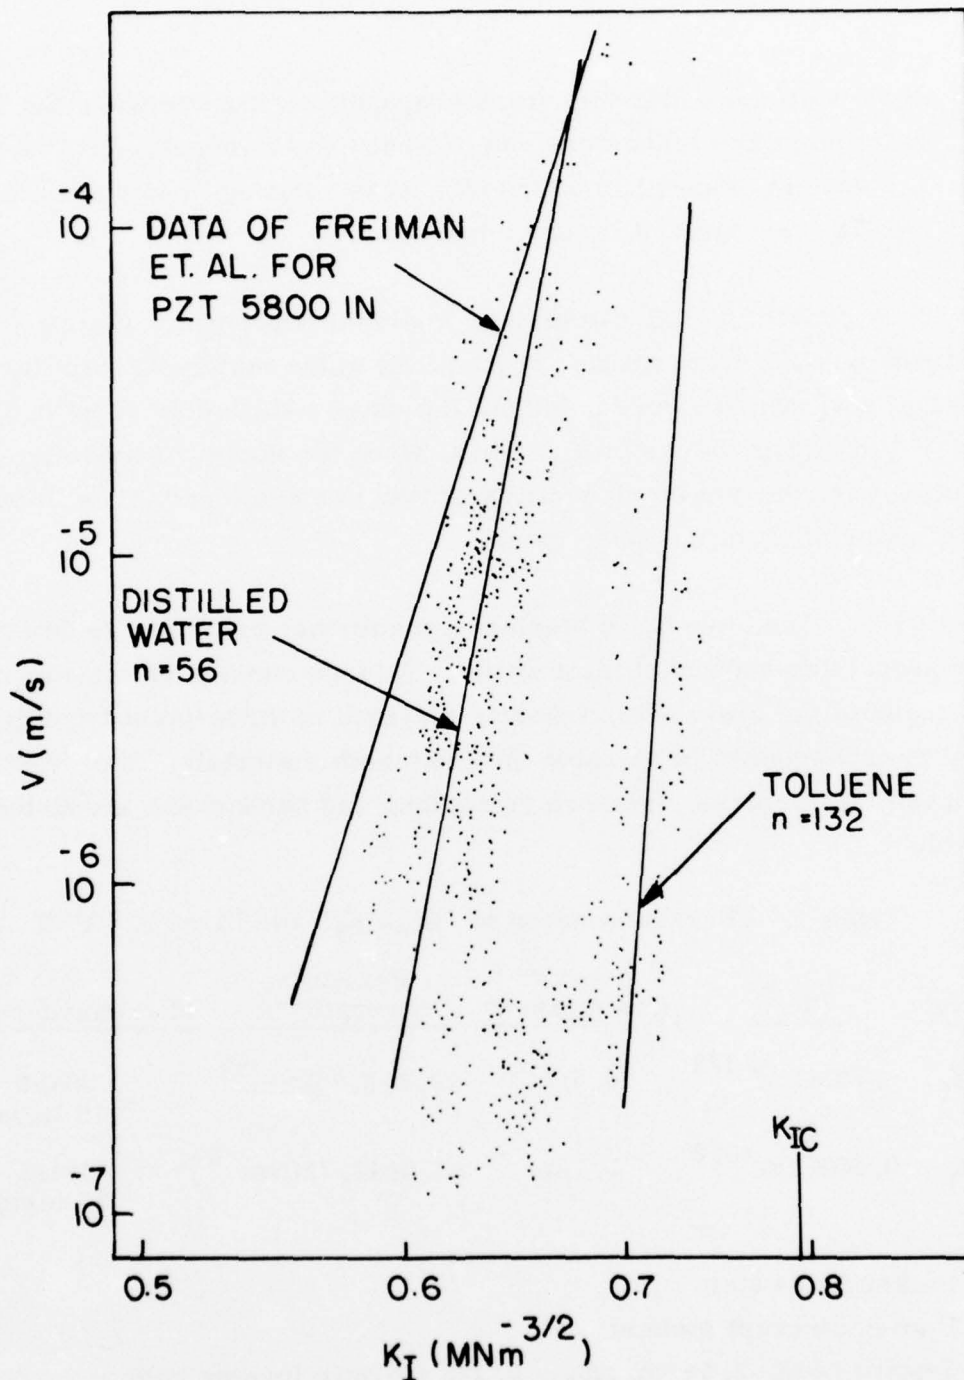 -4
10
DATA OF FREIMAN
ET. AL. FOR
PZT 5800 IN
-5
10
DISTILLED
WATER
n=56
V (m/s)
TOLUENE
n=132
-6
10
K_IC
-7
10
0.5 0.6 0.7 0.8
K_I (MNm^-3/2)